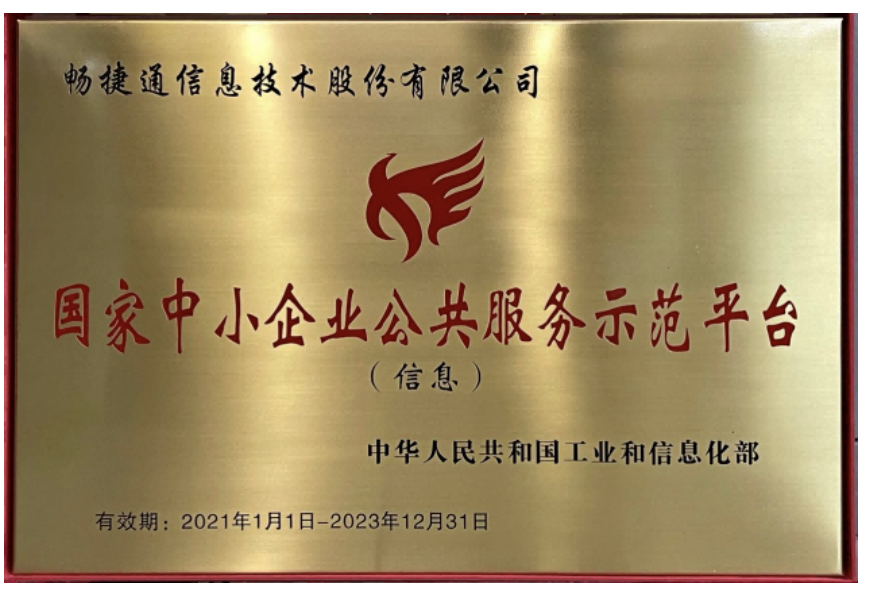 畅捷通信息技术股份有限公司
国家中小企业公共服务示范平台
（信息）
中华人民共和国工业和信息化部
有效期：2021年1月1日-2023年12月31日